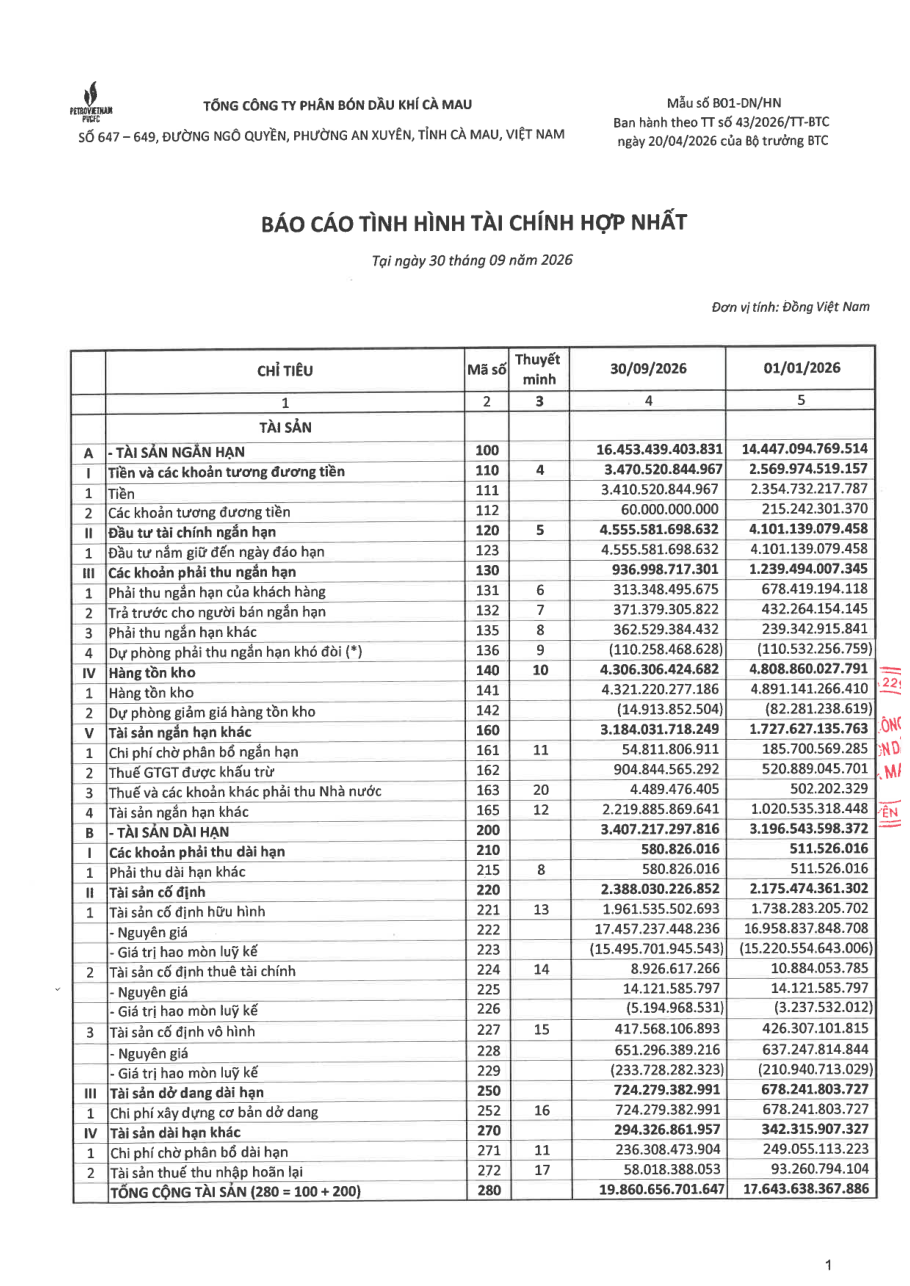 PETROVIETNAM
PVCFC
TỔNG CÔNG TY PHÂN BÓN DẦU KHÍ CÀ MAU
SỐ 647 – 649, ĐƯỜNG NGÔ QUYỀN, PHƯỜNG AN XUYÊN, TỈNH CÀ MAU, VIỆT NAM
Mẫu số B01-DN/HN
Ban hành theo TT số 43/2026/TT-BTC
ngày 20/04/2026 của Bộ trưởng BTC
BÁO CÁO TÌNH HÌNH TÀI CHÍNH HỢP NHẤT
Tại ngày 30 tháng 09 năm 2026
Đơn vị tính: Đồng Việt Nam
CHỈ TIÊU Mã số Thuyết minh 30/09/2026 01/01/2026
1 2 3 4 5
TÀI SẢN
A - TÀI SẢN NGẮN HẠN 100 16.453.439.403.831 14.447.094.769.514
I Tiền và các khoản tương đương tiền 110 4 3.470.520.844.967 2.569.974.519.157
1 Tiền 111 3.410.520.844.967 2.354.732.217.787
2 Các khoản tương đương tiền 112 60.000.000.000 215.242.301.370
II Đầu tư tài chính ngắn hạn 120 5 4.555.581.698.632 4.101.139.079.458
1 Đầu tư nắm giữ đến ngày đáo hạn 123 4.555.581.698.632 4.101.139.079.458
III Các khoản phải thu ngắn hạn 130 936.998.717.301 1.239.494.007.345
1 Phải thu ngắn hạn của khách hàng 131 6 313.348.495.675 678.419.194.118
2 Trả trước cho người bán ngắn hạn 132 7 371.379.305.822 432.264.154.145
3 Phải thu ngắn hạn khác 135 8 362.529.384.432 239.342.915.841
4 Dự phòng phải thu ngắn hạn khó đòi (*) 136 9 (110.258.468.628) (110.532.256.759)
IV Hàng tồn kho 140 10 4.306.306.424.682 4.808.860.027.791
1 Hàng tồn kho 141 4.321.220.277.186 4.891.141.266.410
2 Dự phòng giảm giá hàng tồn kho 142 (14.913.852.504) (82.281.238.619)
V Tài sản ngắn hạn khác 160 3.184.031.718.249 1.727.627.135.763
1 Chi phí chờ phân bổ ngắn hạn 161 11 54.811.806.911 185.700.569.285
2 Thuế GTGT được khấu trừ 162 904.844.565.292 520.889.045.701
3 Thuế và các khoản khác phải thu Nhà nước 163 20 4.489.476.405 502.202.329
4 Tài sản ngắn hạn khác 165 12 2.219.885.869.641 1.020.535.318.448
B - TÀI SẢN DÀI HẠN 200 3.407.217.297.816 3.196.543.598.372
I Các khoản phải thu dài hạn 210 580.826.016 511.526.016
1 Phải thu dài hạn khác 215 8 580.826.016 511.526.016
II Tài sản cố định 220 2.388.030.226.852 2.175.474.361.302
1 Tài sản cố định hữu hình 221 13 1.961.535.502.693 1.738.283.205.702
- Nguyên giá 222 17.457.237.448.236 16.958.837.848.708
- Giá trị hao mòn luỹ kế 223 (15.495.701.945.543) (15.220.554.643.006)
2 Tài sản cố định thuê tài chính 224 14 8.926.617.266 10.884.053.785
- Nguyên giá 225 14.121.585.797 14.121.585.797
- Giá trị hao mòn luỹ kế 226 (5.194.968.531) (3.237.532.012)
3 Tài sản cố định vô hình 227 15 417.568.106.893 426.307.101.815
- Nguyên giá 228 651.296.389.216 637.247.814.844
- Giá trị hao mòn luỹ kế 229 (233.728.282.323) (210.940.713.029)
III Tài sản dở dang dài hạn 250 724.279.382.991 678.241.803.727
1 Chi phí xây dựng cơ bản dở dang 252 16 724.279.382.991 678.241.803.727
IV Tài sản dài hạn khác 270 294.326.861.957 342.315.907.327
1 Chi phí chờ phân bổ dài hạn 271 11 236.308.473.904 249.055.113.223
2 Tài sản thuế thu nhập hoãn lại 272 17 58.018.388.053 93.260.794.104
TỔNG CỘNG TÀI SẢN (280 = 100 + 200) 280 19.860.656.701.647 17.643.638.367.886
1